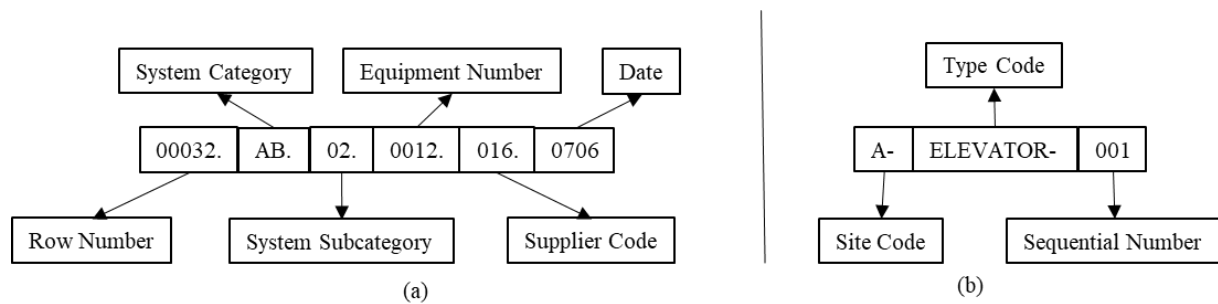 System Category Equipment Number Date
00032. AB. 02. 0012. 016. 0706
Row Number System Subcategory Supplier Code
(a)
Type Code
A- ELEVATOR- 001
Site Code Sequential Number
(b)